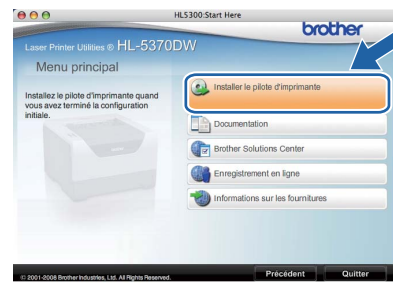 HL5300:Start Here
brother
Laser Printer Utilities ® HL-5370DW
Menu principal
Installez le pilote d'imprimante quand
vous avez terminé la configuration
initiale.
Installer le pilote d'imprimante
Documentation
Brother Solutions Center
Enregistrement en ligne
Informations sur les fournitures
© 2001-2008 Brother Industries, Ltd. All Rights Reserved.
Précédent
Quitter